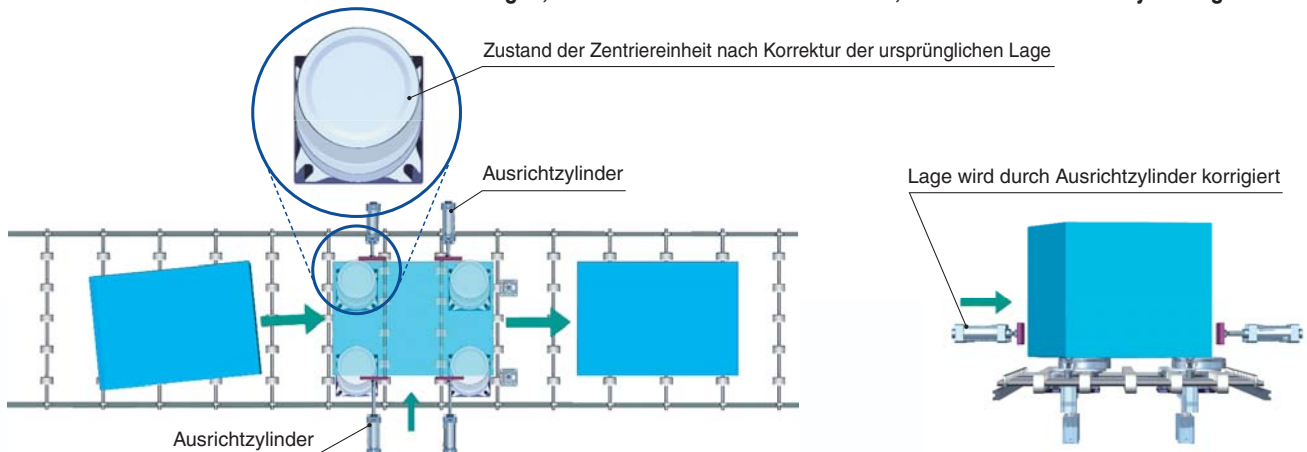 Zustand der Zentriereinheit nach Korrektur der ursprünglichen Lage
Ausrichtzylinder
Lage wird durch Ausrichtzylinder korrigiert
Ausrichtzylinder